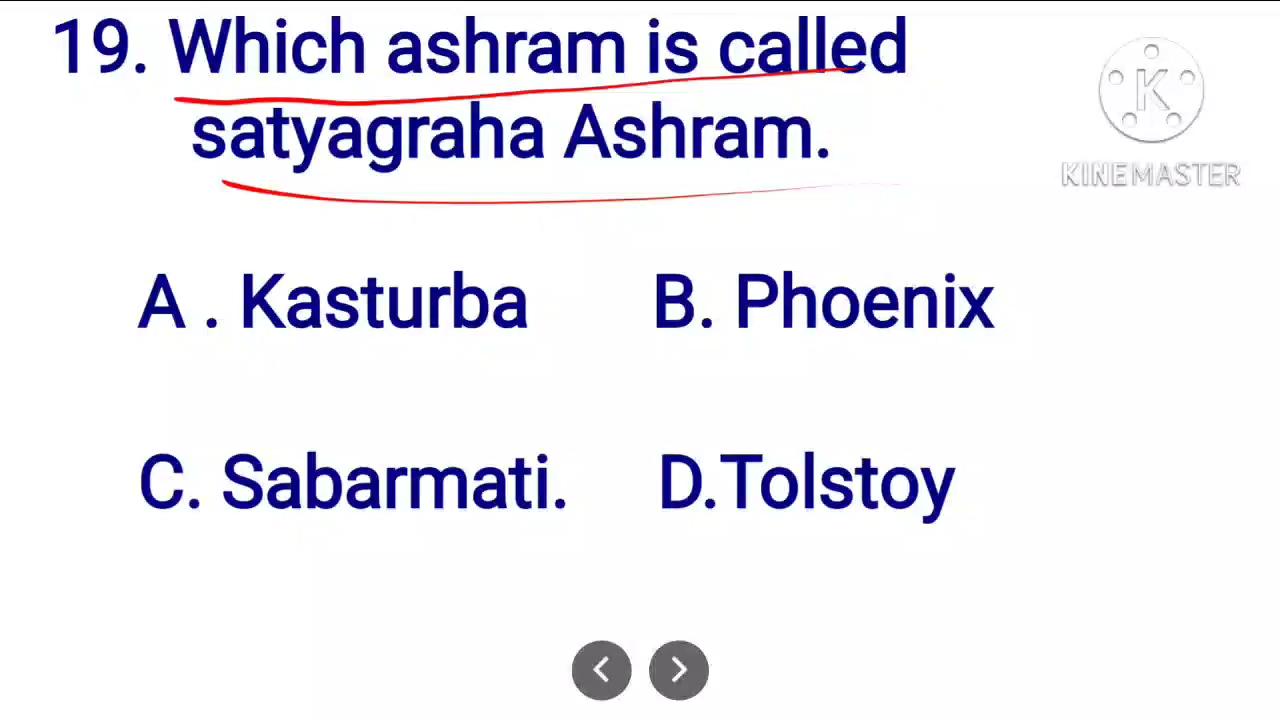 19. Which ashram is called
satyagraha Ashram.
K
KINEMASTER
A . Kasturba B. Phoenix
C. Sabarmati. D.Tolstoy